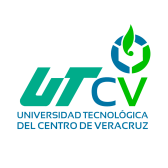 UTCV
UNIVERSIDAD TECNOLÓGICA
DEL CENTRO DE VERACRUZ